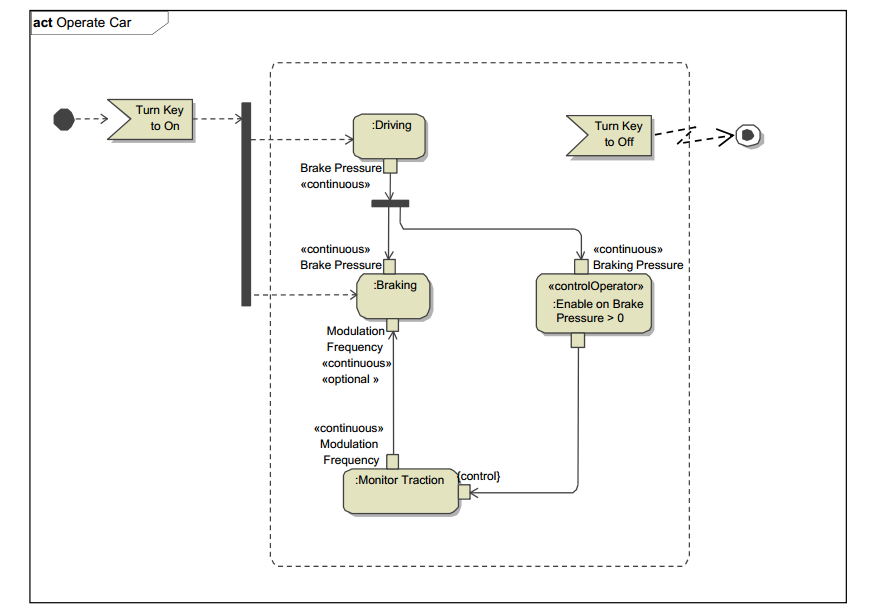 act Operate Car
Turn Key
to On
:Driving
Turn Key
to Off
Brake Pressure
«continuous»
«continuous»
Brake Pressure
«continuous»
Braking Pressure
:Braking
«controlOperator»
:Enable on Brake
Pressure > 0
Modulation
Frequency
«continuous»
«optional »
«continuous»
Modulation
Frequency
:Monitor Traction
{control}